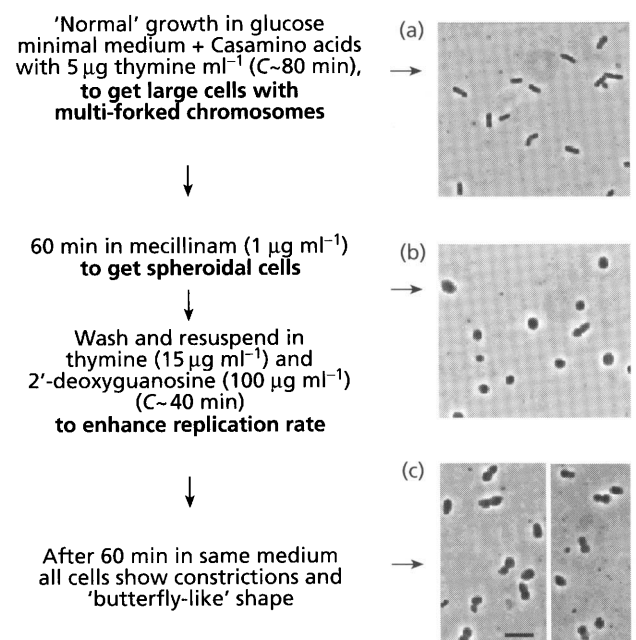 'Normal' growth in glucose
minimal medium + Casamino acids
with 5 µg thymine ml⁻¹ (C~80 min),
to get large cells with
multi-forked chromosomes
(a)
60 min in mecillinam (1 µg ml⁻¹)
to get spheroidal cells
(b)
Wash and resuspend in
thymine (15 µg ml⁻¹) and
2'-deoxyguanosine (100 µg ml⁻¹)
(C~40 min)
to enhance replication rate
(c)
After 60 min in same medium
all cells show constrictions and
'butterfly-like' shape